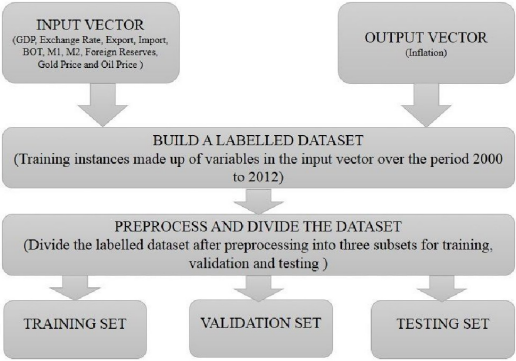 INPUT VECTOR
(GDP, Exchange Rate, Export, Import,
BOT, M1, M2, Foreign Reserves,
Gold Price and Oil Price )
OUTPUT VECTOR
(Inflation)
BUILD A LABELLED DATASET
(Training instances made up of variables in the input vector over the period 2000
to 2012)
PREPROCESS AND DIVIDE THE DATASET
(Divide the labelled dataset after preprocessing into three subsets for training,
validation and testing )
TRAINING SET
VALIDATION SET
TESTING SET